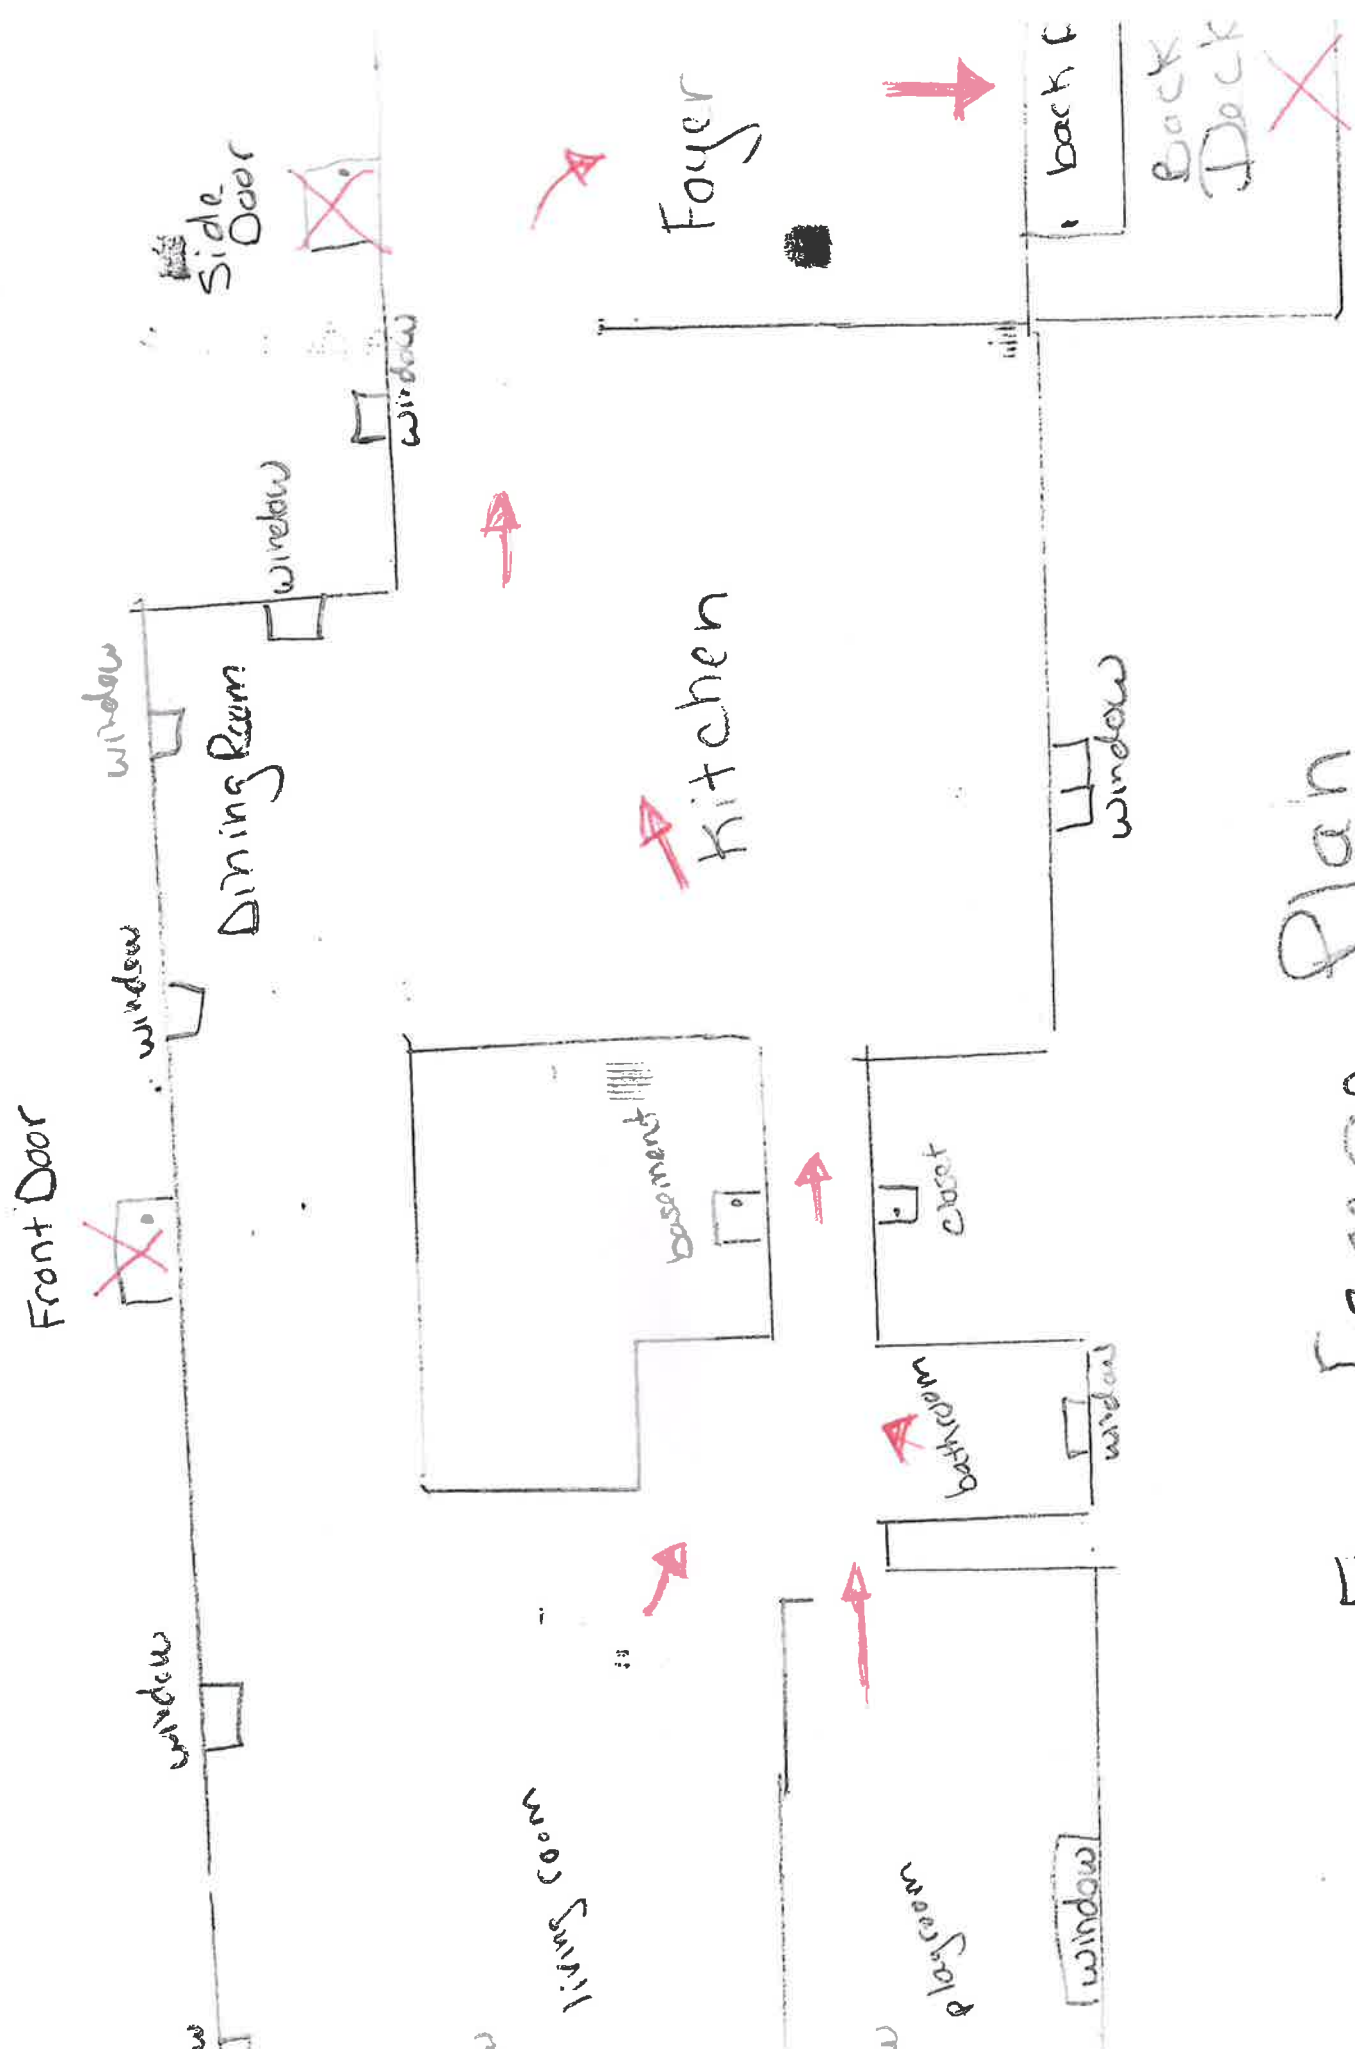 Front Door
window
window
window
window
window
Side
Door
Dining Room
Kitchen
Foyer
back
Back
Deck
window
basement
closet
bathroom
window
living room
playroom
window
Plan